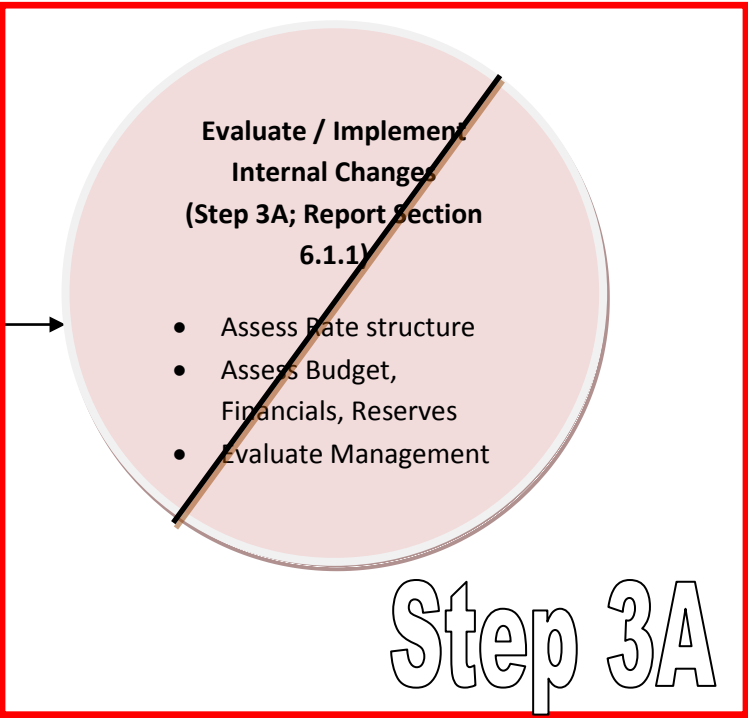 Evaluate / Implement
Internal Changes
(Step 3A; Report Section
6.1.1)
• Assess Rate structure
• Assess Budget,
Financials, Reserves
• Evaluate Management
Step 3A